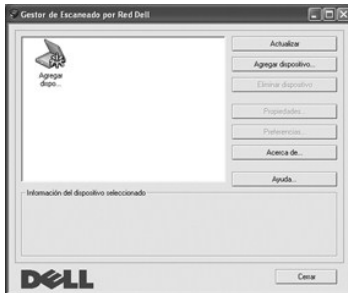 Gestor de Escaneado por Red Dell
Agregar
dispo...
Actualizar
Agregar dispositivo...
Eliminar dispositivo
Propiedades...
Preferencias...
Acerca de...
Ayuda...
Información del dispositivo seleccionado
DELL
Cerrar